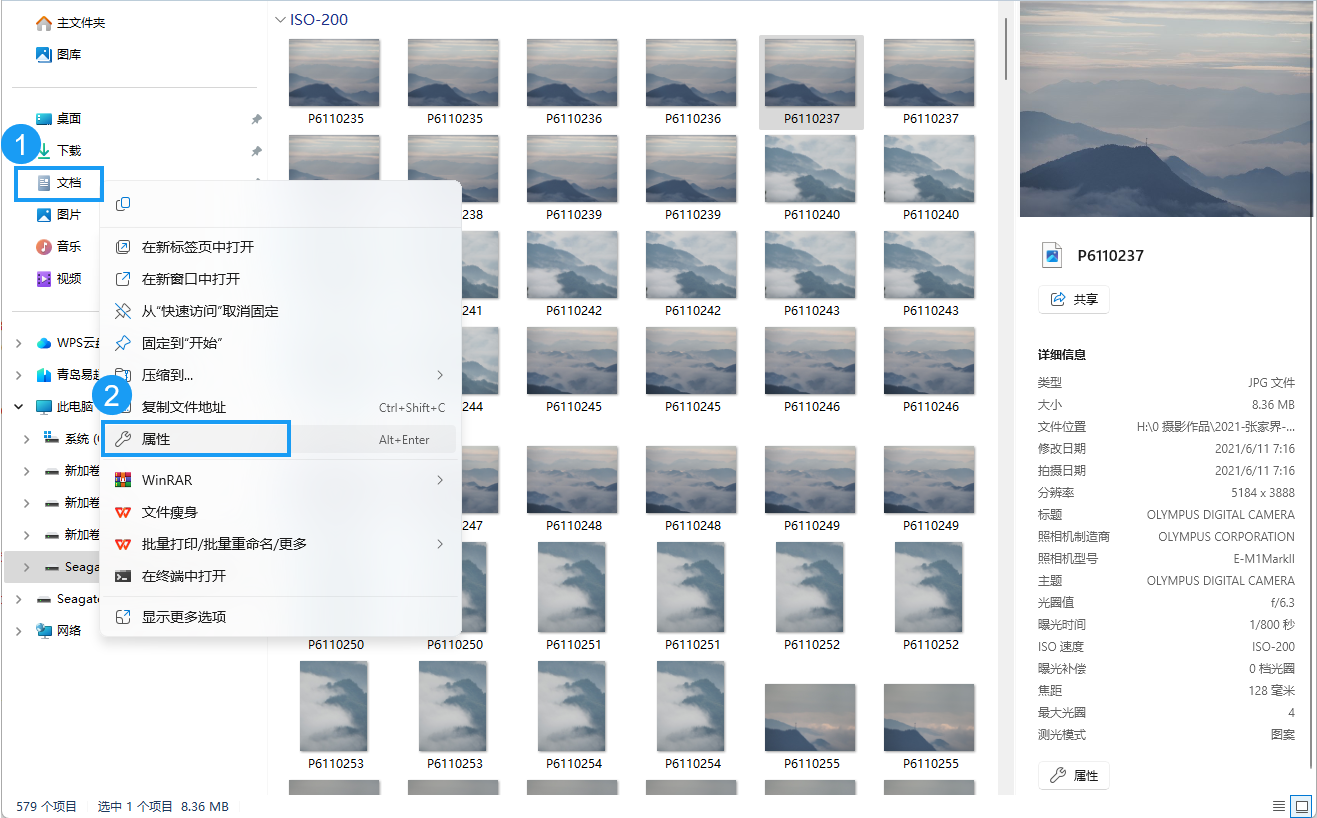 主文件夹
图库
桌面
1
下载
文档
图片
音乐
视频
WPS云
青岛易
此电脑
系统 (
新加卷
新加卷
新加卷
Seaga
Seagat
网络
在新标签页中打开
在新窗口中打开
从"快速访问"取消固定
固定到"开始"
压缩到...
2
复制文件地址 Ctrl+Shift+C
属性 Alt+Enter
WinRAR
文件瘦身
批量打印/批量重命名/更多
在终端中打开
显示更多选项
ISO-200
P6110235 P6110235 P6110236 P6110236 P6110237 P6110237
238 P6110239 P6110239 P6110240 P6110240
241 P6110242 P6110242 P6110243 P6110243
244 P6110245 P6110245 P6110246 P6110246
247 P6110248 P6110248 P6110249 P6110249
P6110250 P6110250 P6110251 P6110251 P6110252 P6110252
P6110253 P6110253 P6110254 P6110254 P6110255 P6110255
P6110237
共享
详细信息
类型 JPG 文件
大小 8.36 MB
文件位置 H:\0 摄影作品\2021-张家界-...
修改日期 2021/6/11 7:16
拍摄日期 2021/6/11 7:16
分辨率 5184 x 3888
标题 OLYMPUS DIGITAL CAMERA
照相机制造商 OLYMPUS CORPORATION
照相机型号 E-M1MarkII
主题 OLYMPUS DIGITAL CAMERA
光圈值 f/6.3
曝光时间 1/800 秒
ISO 速度 ISO-200
曝光补偿 0 档光圈
焦距 128 毫米
最大光圈 4
测光模式 图案
属性
579 个项目 选中 1 个项目 8.36 MB